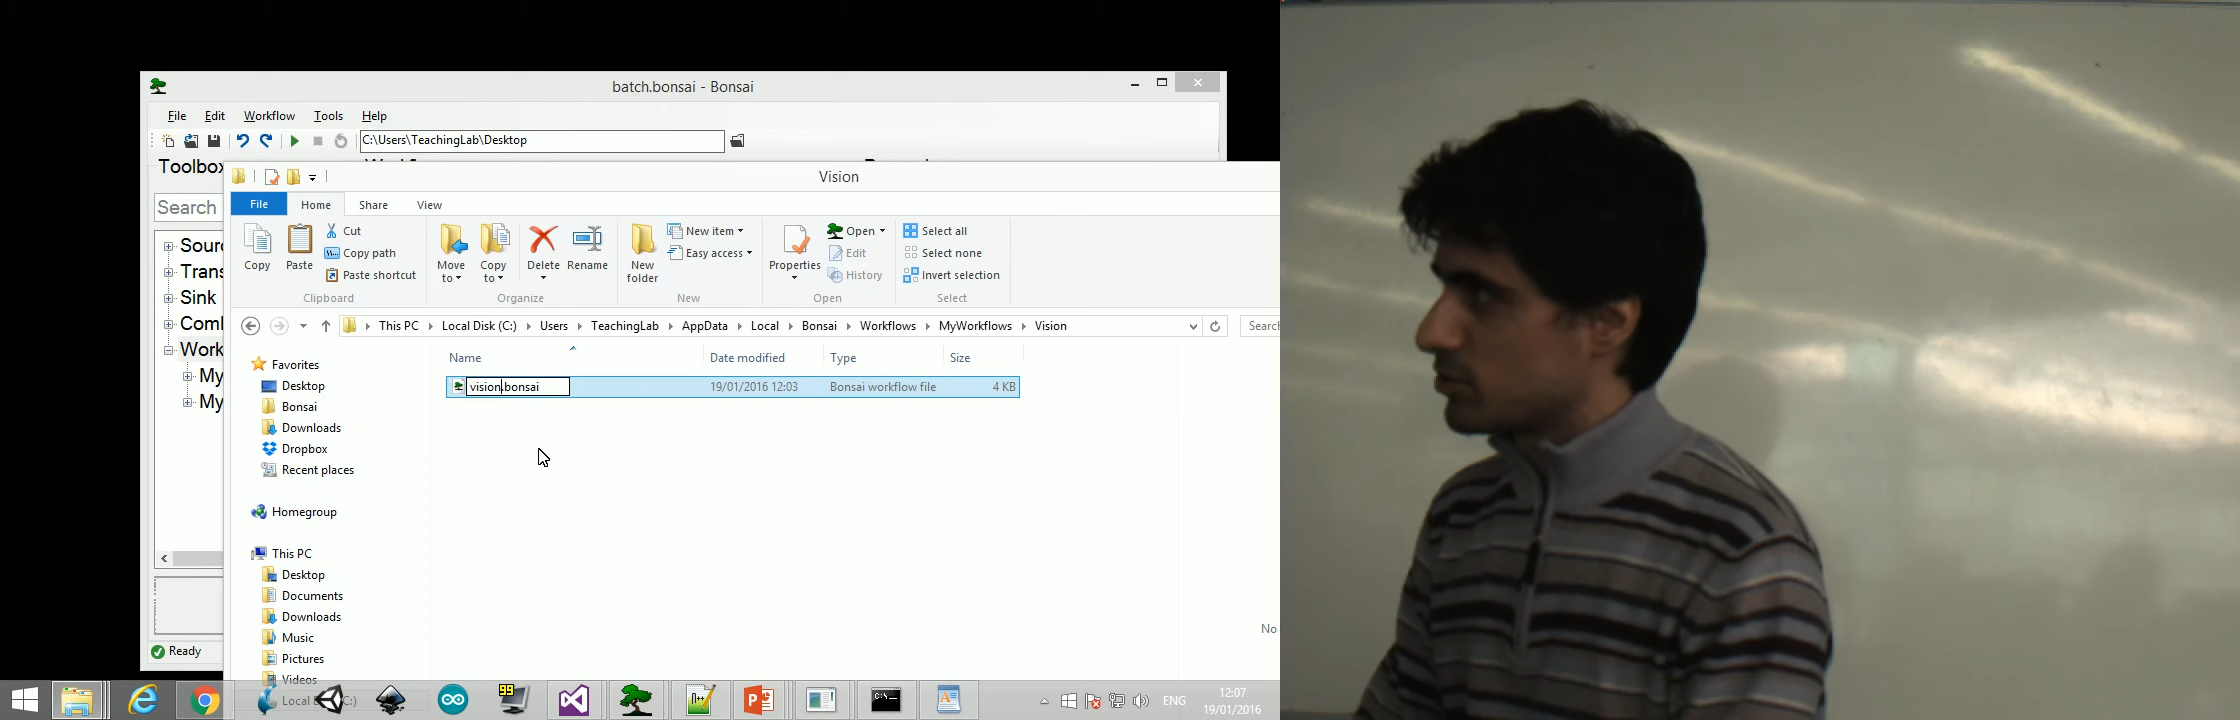 batch.bonsai - Bonsai
File Edit Workflow Tools Help
C:\Users\TeachingLab\Desktop
Toolbox
Vision
Search
File Home Share View
Copy
Paste
Cut
Copy path
Paste shortcut
Clipboard
Move to
Copy to
Delete
Rename
Organize
New folder
New item
Easy access
New
Properties
Open
Edit
History
Open
Select all
Select none
Invert selection
Select
Sourc
Trans
Sink
Coml
Work
My
My
This PC Local Disk (C:) Users TeachingLab AppData Local Bonsai Workflows MyWorkflows Vision
Searc
Name Date modified Type Size
vision.bonsai 19/01/2016 12:03 Bonsai workflow file 4 KB
Favorites
Desktop
Bonsai
Downloads
Dropbox
Recent places
Homegroup
This PC
Desktop
Documents
Downloads
Music
Pictures
Videos
Local D C:)
No
Ready
99
ENG
12:07
19/01/2016